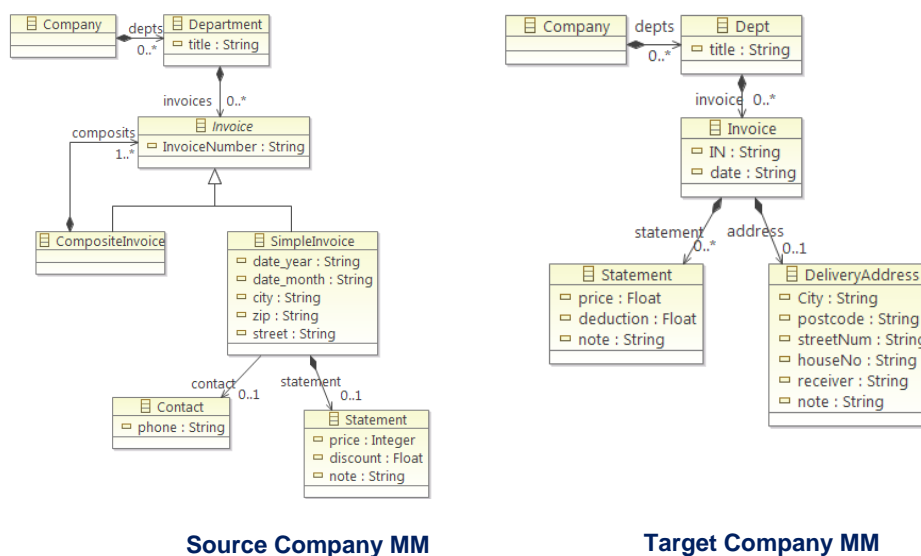 Company
depts
0..*
Department
title : String
invoices
0..*
Invoice
InvoiceNumber : String
composits
1..*
CompositeInvoice
SimpleInvoice
date_year : String
date_month : String
city : String
zip : String
street : String
contact
0..1
statement
0..1
Contact
phone : String
Statement
price : Integer
discount : Float
note : String
Source Company MM
Company
depts
0..*
Dept
title : String
invoice
0..*
Invoice
IN : String
date : String
statement
0..*
address
0..1
Statement
price : Float
deduction : Float
note : String
DeliveryAddress
City : String
postcode : String
streetNum : String
houseNo : String
receiver : String
note : String
Target Company MM